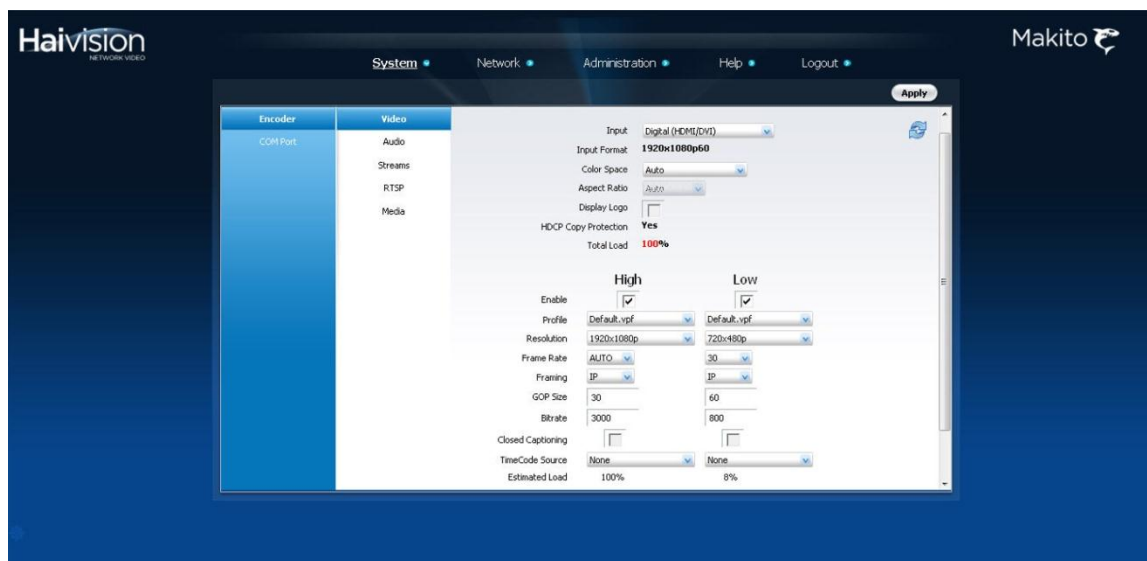 Haivision
NETWORK VIDEO
Makito
System Network Administration Help Logout
Apply
Encoder
COM Port
Video
Audio
Streams
RTSP
Media
Input Digital (HDMI/DVI)
Input Format 1920x1080p60
Color Space Auto
Aspect Ratio Auto
Display Logo
HDCP Copy Protection Yes
Total Load 100%
High Low
Enable
Profile Default.vpf Default.vpf
Resolution 1920x1080p 720x480p
Frame Rate AUTO 30
Framing IP IP
GOP Size 30 60
Bitrate 3000 800
Closed Captioning
TimeCode Source None None
Estimated Load 100% 8%